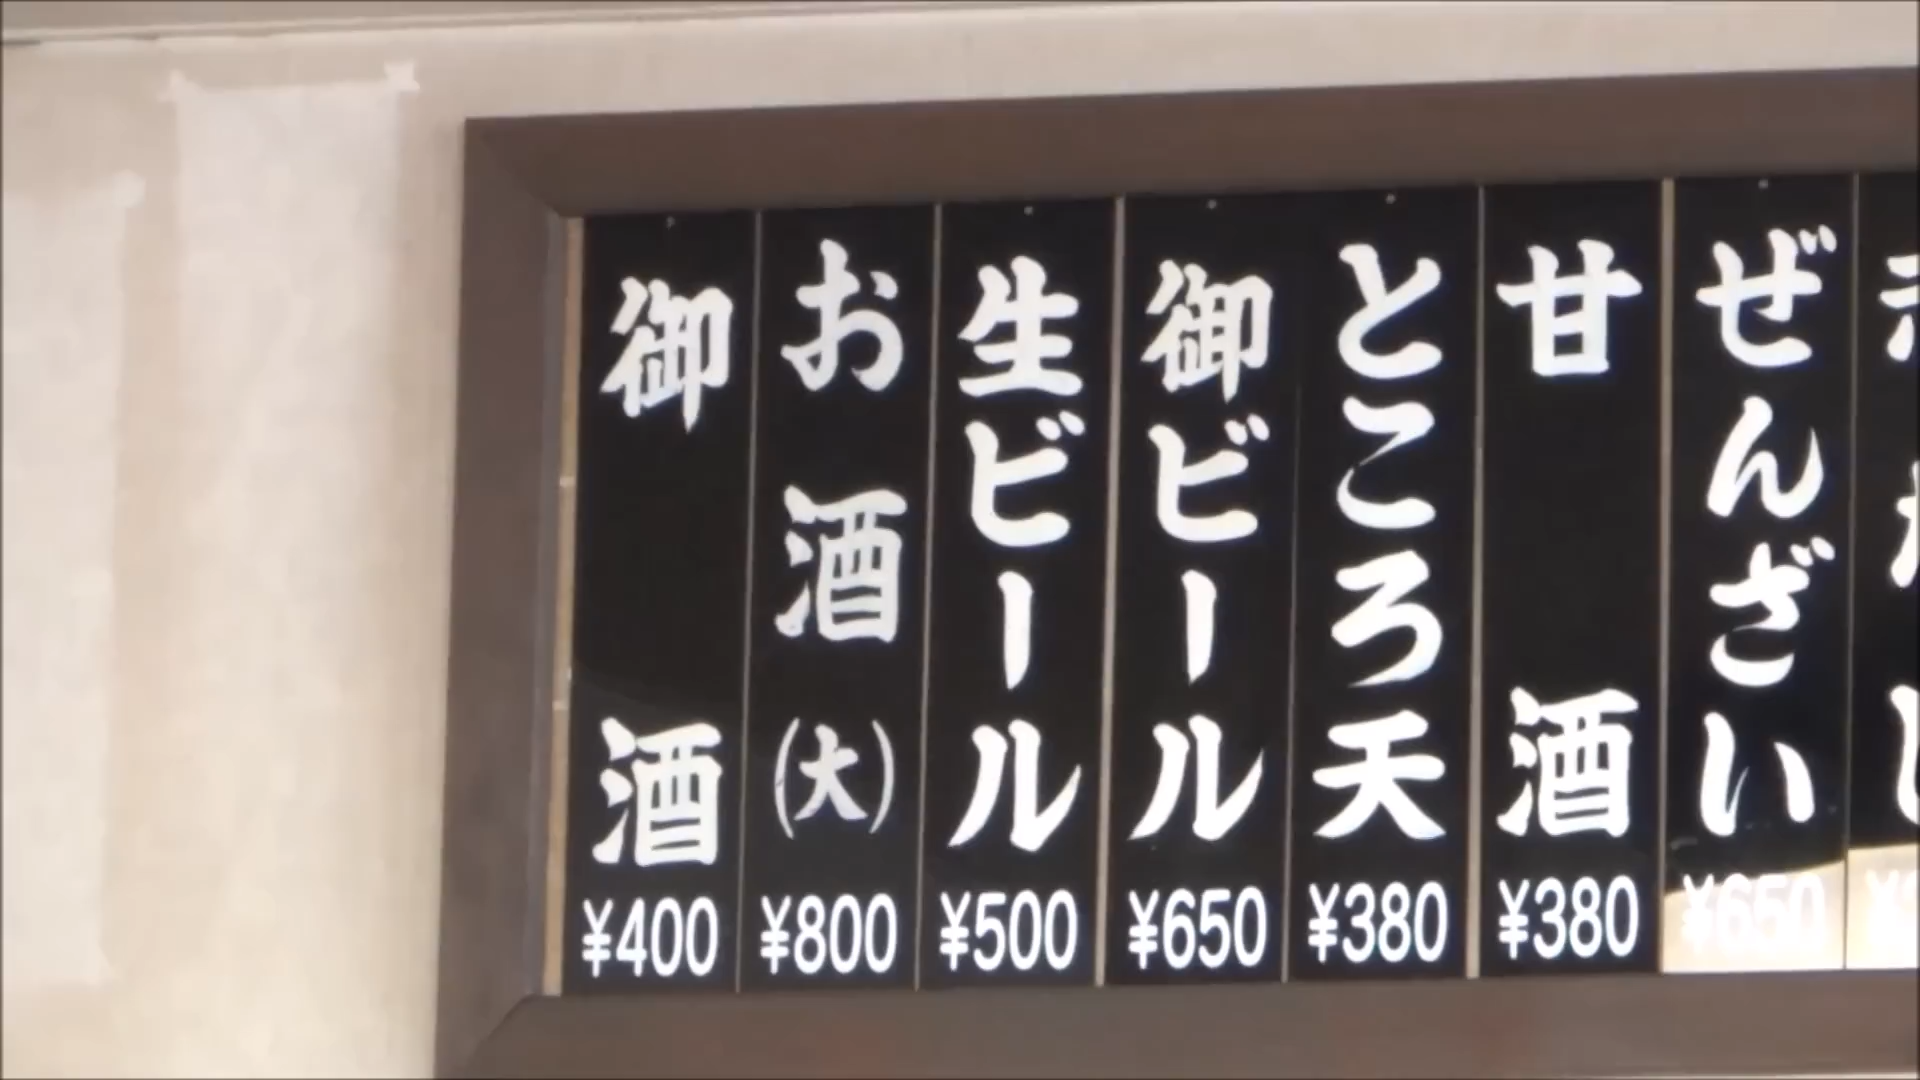 ぜんざい
¥650
甘酒
¥380
ところ天
¥380
御ビール
¥650
生ビール
¥500
お酒(大)
¥800
御酒
¥400